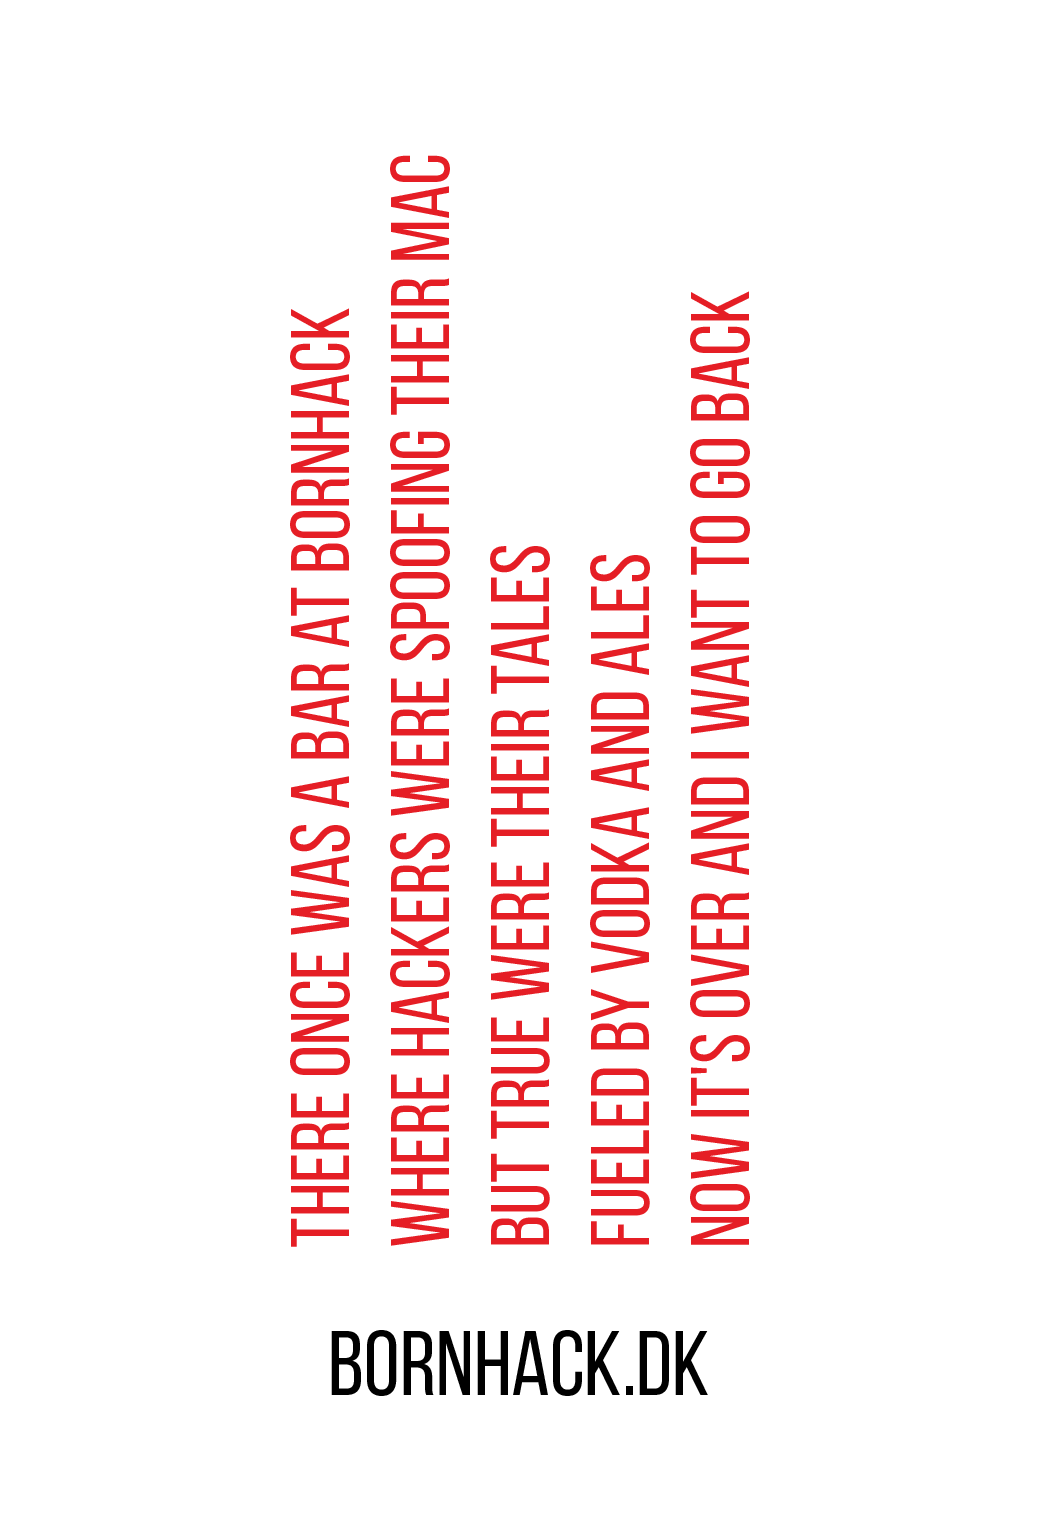 THERE ONCE WAS A BAR AT BORNHACK
WHERE HACKERS WERE SPOOFING THEIR MAC
BUT TRUE WERE THEIR TALES
FUELED BY VODKA AND ALES
NOW IT'S OVER AND I WANT TO GO BACK
BORNHACK.DK